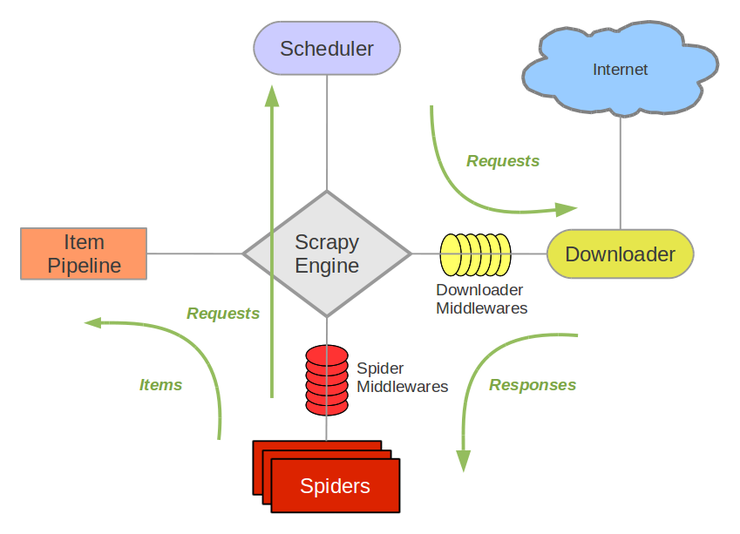 Scheduler
Internet
Requests
Item
Pipeline
Scrapy
Engine
Downloader
Downloader
Middlewares
Requests
Spider
Middlewares
Items
Responses
Spiders